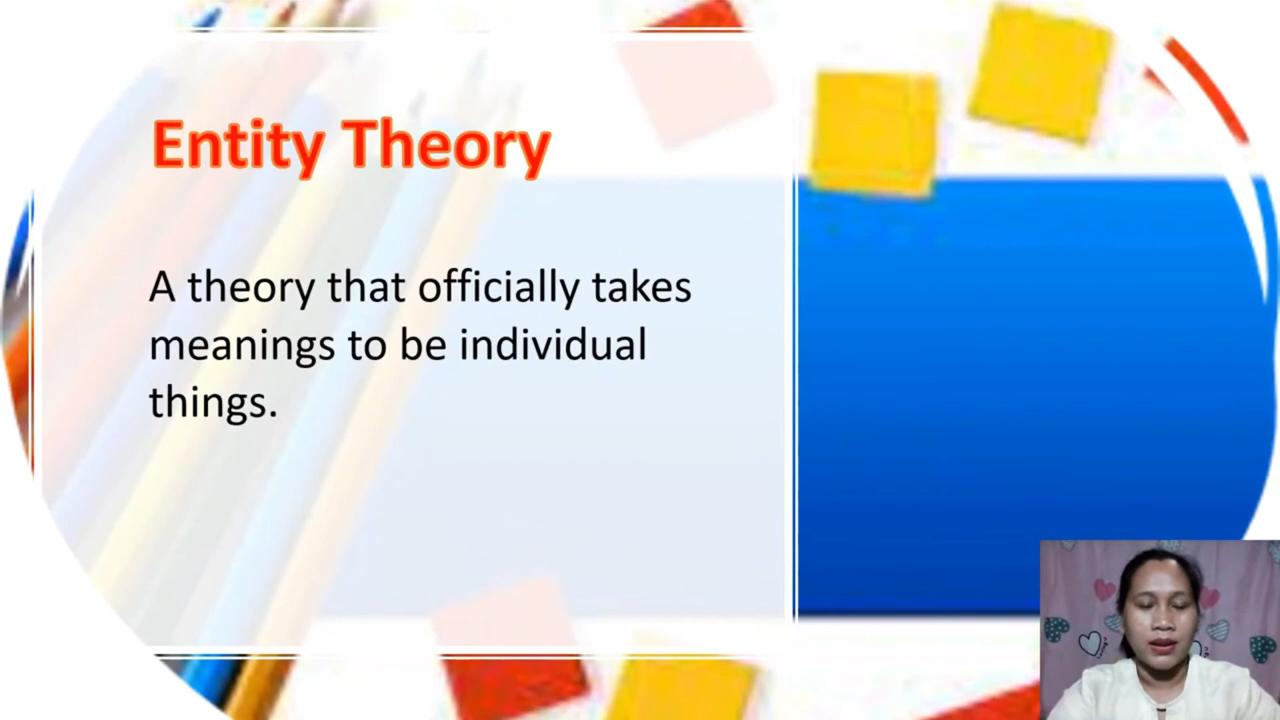 Entity Theory
A theory that officially takes
meanings to be individual
things.